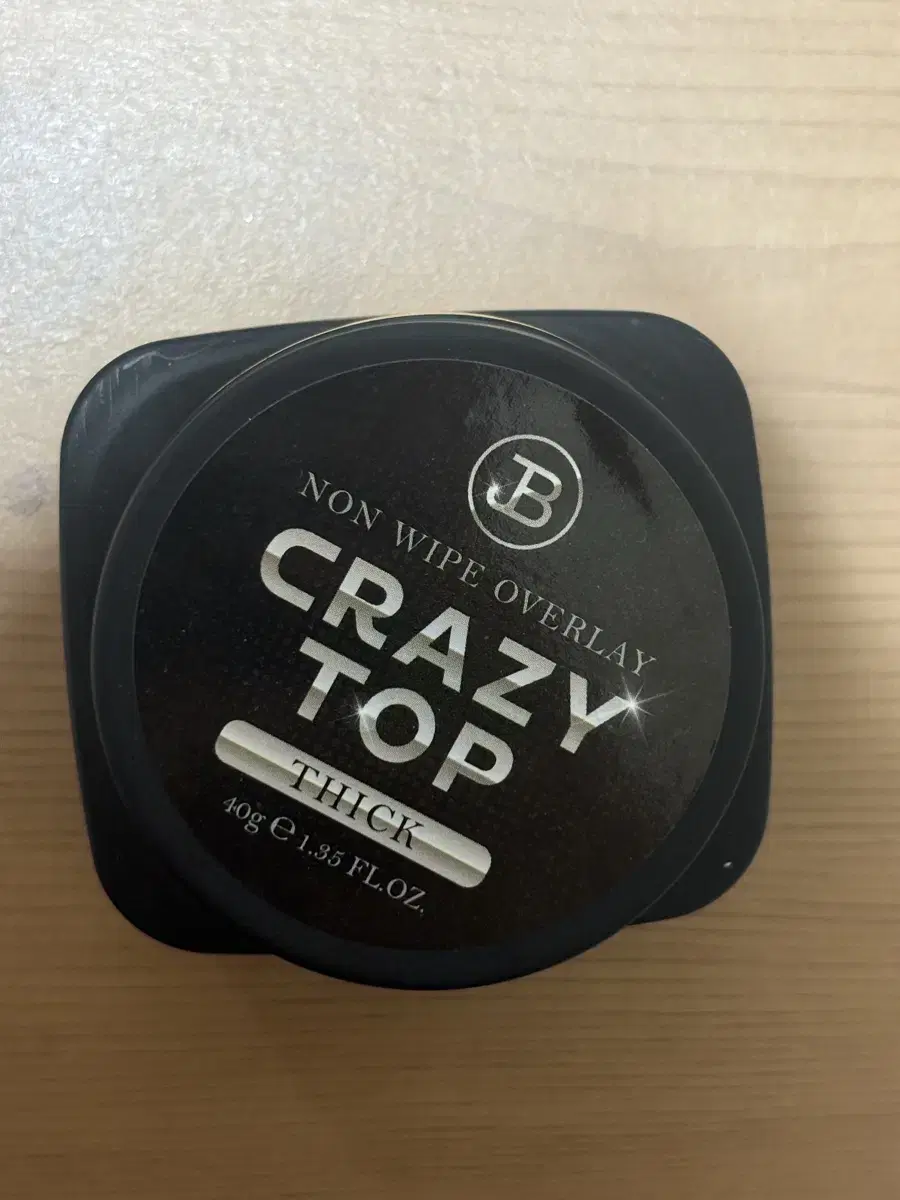 JB
NON WIPE OVERLAY
CRAZY
TOP
THICK
40g ℮ 1.35 FL.OZ.